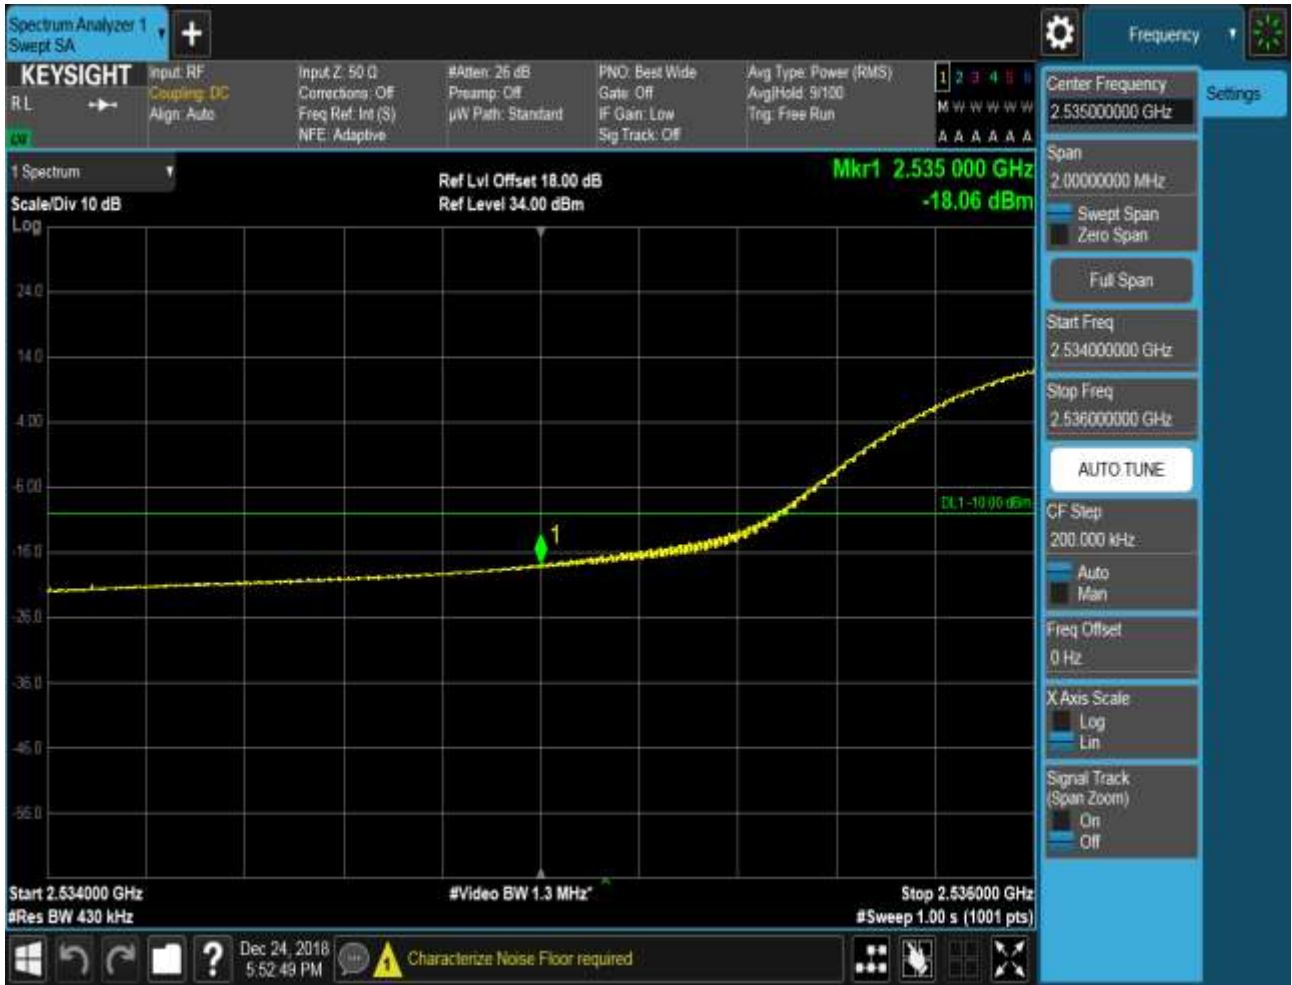 Spectrum Analyzer 1
Swept SA
Frequency
KEYSIGHT
R L
Input: RF
Coupling: DC
Align: Auto
Input Z: 50 Ω
Corrections: Off
Freq Ref: Int (S)
NFE: Adaptive
#Atten: 26 dB
Preamp: Off
µW Path: Standard
PNO: Best Wide
Gate: Off
IF Gain: Low
Sig Track: Off
Avg Type: Power (RMS)
Avg|Hold: 9/100
Trig: Free Run
1 2 3 4 5 6
M W W W W W
A A A A A A
1 Spectrum
Scale/Div 10 dB
Log
Ref Lvl Offset 18.00 dB
Ref Level 34.00 dBm
Mkr1 2.535 000 GHz
-18.06 dBm
24.0
14.0
4.00
-6.00
-16.0
-26.0
-36.0
-46.0
-56.0
DL1 -10.00 dBm
1
Start 2.534000 GHz
#Res BW 430 kHz
#Video BW 1.3 MHz*
Stop 2.536000 GHz
#Sweep 1.00 s (1001 pts)
Dec 24, 2018
5:52:49 PM
Characterize Noise Floor required
Center Frequency
2.535000000 GHz
Settings
Span
2.00000000 MHz
Swept Span
Zero Span
Full Span
Start Freq
2.534000000 GHz
Stop Freq
2.536000000 GHz
AUTO TUNE
CF Step
200.000 kHz
Auto
Man
Freq Offset
0 Hz
X Axis Scale
Log
Lin
Signal Track
(Span Zoom)
On
Off